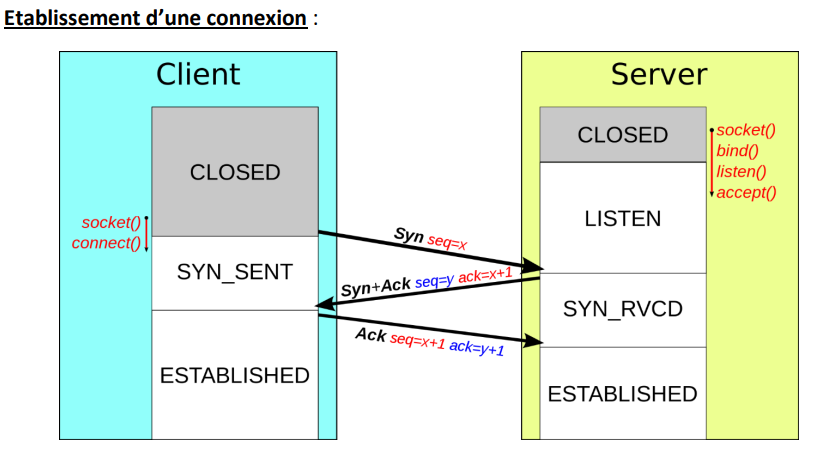 Etablissement d’une connexion :
Client
Server
CLOSED
CLOSED
socket()
bind()
listen()
accept()
socket()
connect()
LISTEN
Syn seq=x
SYN_SENT
Syn+Ack seq=y ack=x+1
SYN_RVCD
Ack seq=x+1 ack=y+1
ESTABLISHED
ESTABLISHED